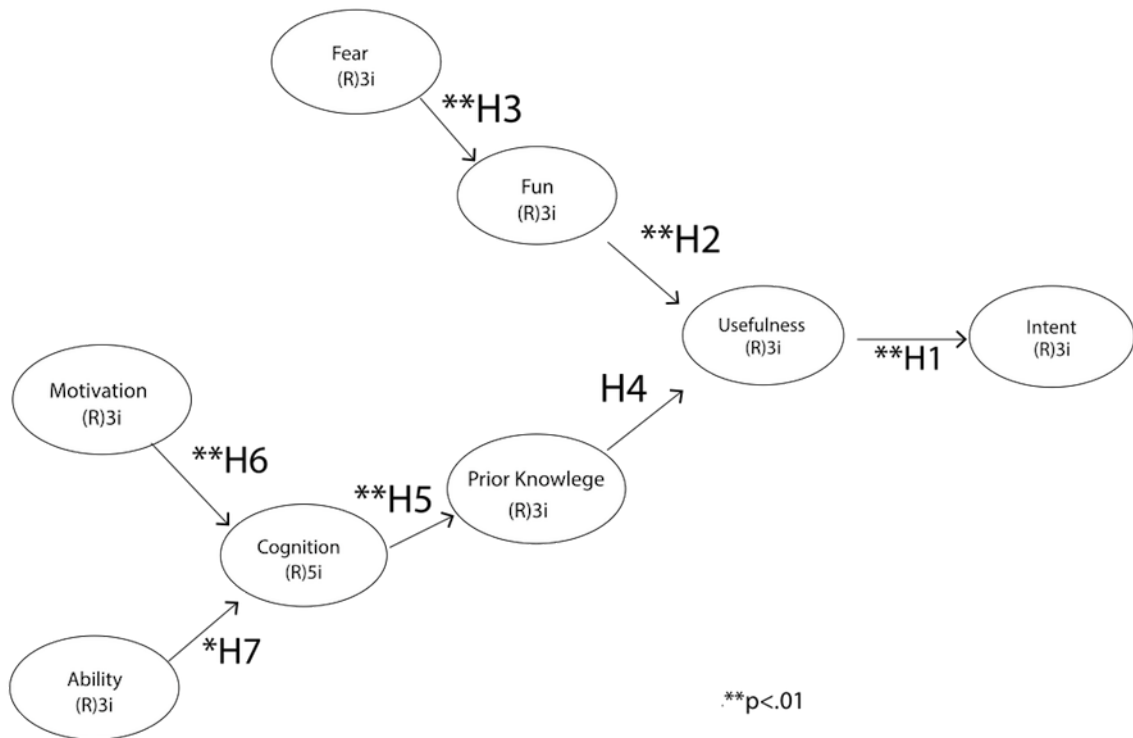 Fear
(R)3i
**H3
Fun
(R)3i
**H2
Usefulness
(R)3i
**H1
Intent
(R)3i
Motivation
(R)3i
**H6
H4
Prior Knowlege
(R)3i
**H5
Cognition
(R)5i
*H7
Ability
(R)3i
.**p<.01